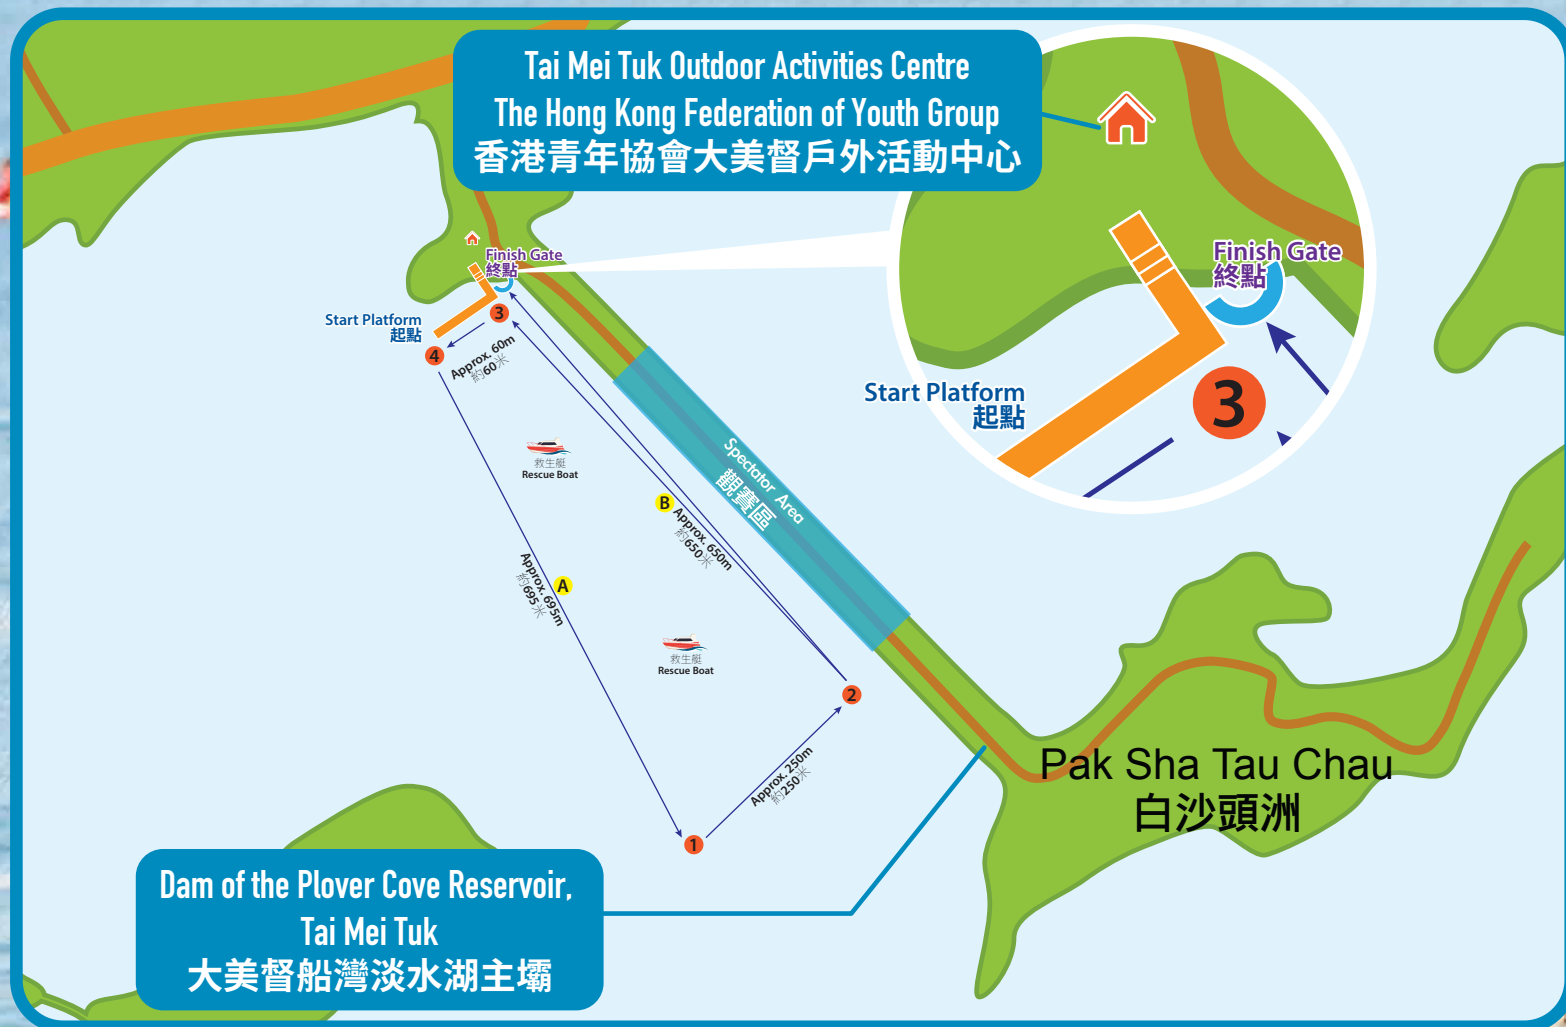 Tai Mei Tuk Outdoor Activities Centre
The Hong Kong Federation of Youth Group
香港青年協會大美督戶外活動中心
Finish Gate
終點
Start Platform
起點
3
4
Approx. 60m
約60米
Finish Gate
終點
Start Platform
起點
3
救生艇
Rescue Boat
Spectator Area
觀賽區
B
Approx. 650m
約650米
A
Approx. 695m
約695米
救生艇
Rescue Boat
2
Approx. 250m
約250米
1
Pak Sha Tau Chau
白沙頭洲
Dam of the Plover Cove Reservoir,
Tai Mei Tuk
大美督船灣淡水湖主壩